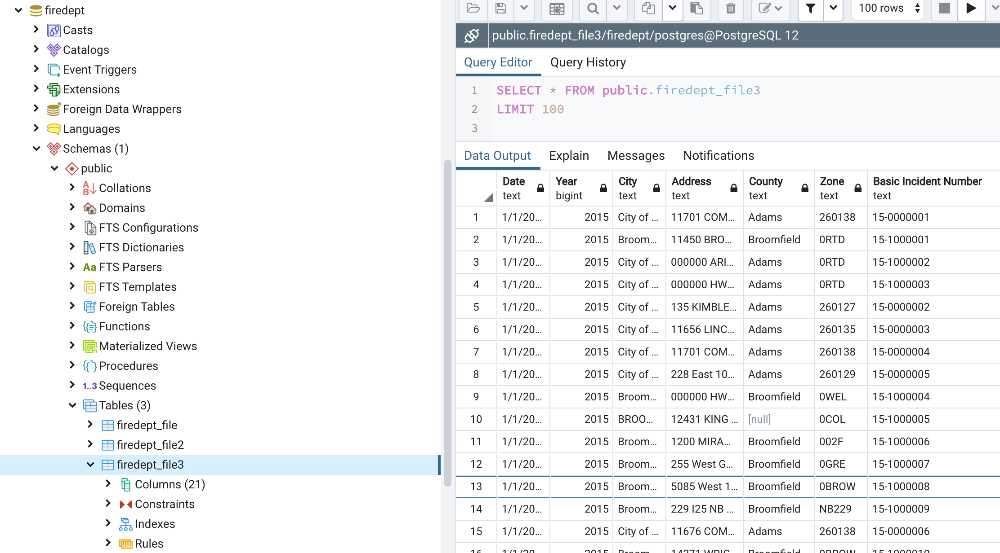 firedept
Casts
Catalogs
Event Triggers
Extensions
Foreign Data Wrappers
Languages
Schemas (1)
public
Collations
Domains
FTS Configurations
FTS Dictionaries
Aa FTS Parsers
FTS Templates
Foreign Tables
Functions
Materialized Views
Procedures
1..3 Sequences
Tables (3)
firedept_file
firedept_file2
firedept_file3
Columns (21)
Constraints
Indexes
Rules
100 rows
public.firedept_file3/firedept/postgres@PostgreSQL 12
Query Editor Query History
1 SELECT * FROM public.firedept_file3
2 LIMIT 100
3
Data Output Explain Messages Notifications
Date Year City Address County Zone Basic Incident Number
text bigint text text text text text
1 1/1/20... 2015 City of ... 11701 COM... Adams 260138 15-0000001
2 1/1/20... 2015 Broom... 11450 BRO... Broomfield 0RTD 15-1000001
3 1/1/20... 2015 City of ... 000000 ARI... Adams 0RTD 15-1000002
4 1/1/20... 2015 City of ... 000000 HW... Adams 0RTD 15-1000003
5 1/1/20... 2015 City of ... 135 KIMBLE... Adams 260127 15-0000002
6 1/1/20... 2015 City of ... 11656 LINC... Adams 260135 15-0000003
7 1/1/20... 2015 City of ... 11701 COM... Adams 260138 15-0000004
8 1/1/20... 2015 City of ... 228 East 10... Adams 260129 15-0000005
9 1/1/20... 2015 Broom... 000000 HW... Broomfield 0WEL 15-1000004
10 1/1/20... 2015 BROO... 12431 KING ... [null] 0COL 15-1000005
11 1/1/20... 2015 Broom... 1200 MIRA... Broomfield 002F 15-1000006
12 1/1/20... 2015 Broom... 255 West G... Broomfield 0GRE 15-1000007
13 1/1/20... 2015 Broom... 5085 West 1... Broomfield 0BROW 15-1000008
14 1/1/20... 2015 Broom... 229 I25 NB ... Broomfield NB229 15-1000009
15 1/1/20... 2015 City of ... 11676 COM... Adams 260138 15-0000006
16 1/1/20... 2015 Broom... 14271 WRIG... Broomfield 0BROW 15-1000010